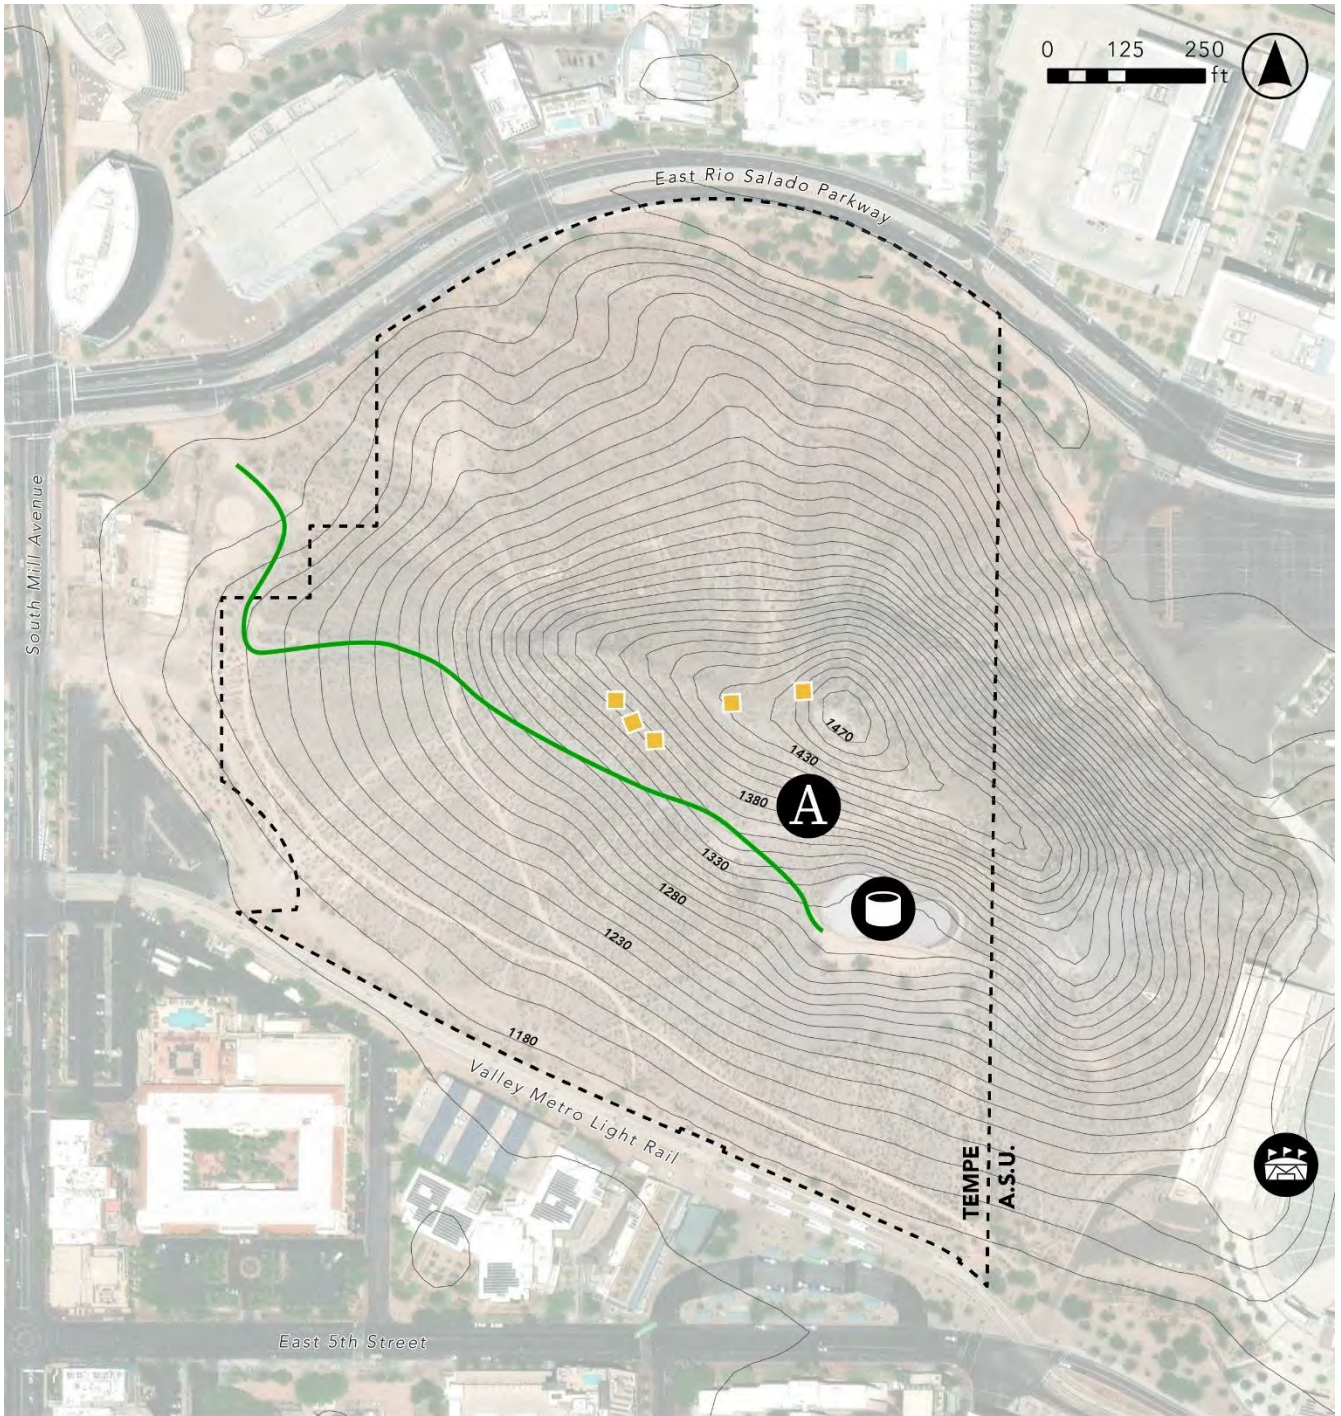 0 125 250
ft
East Rio Salado Parkway
South Mill Avenue
1470
1430
1380
A
1330
1280
1230
1180
Valley Metro Light Rail
TEMPE
A.S.U.
East 5th Street